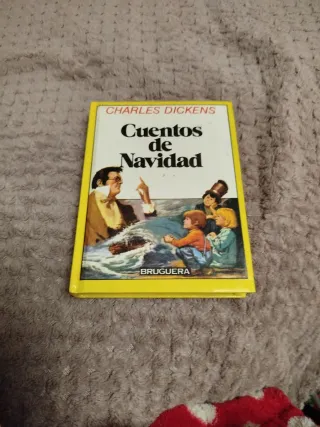 CHARLES DICKENS
Cuentos
de
Navidad
BRUGUERA